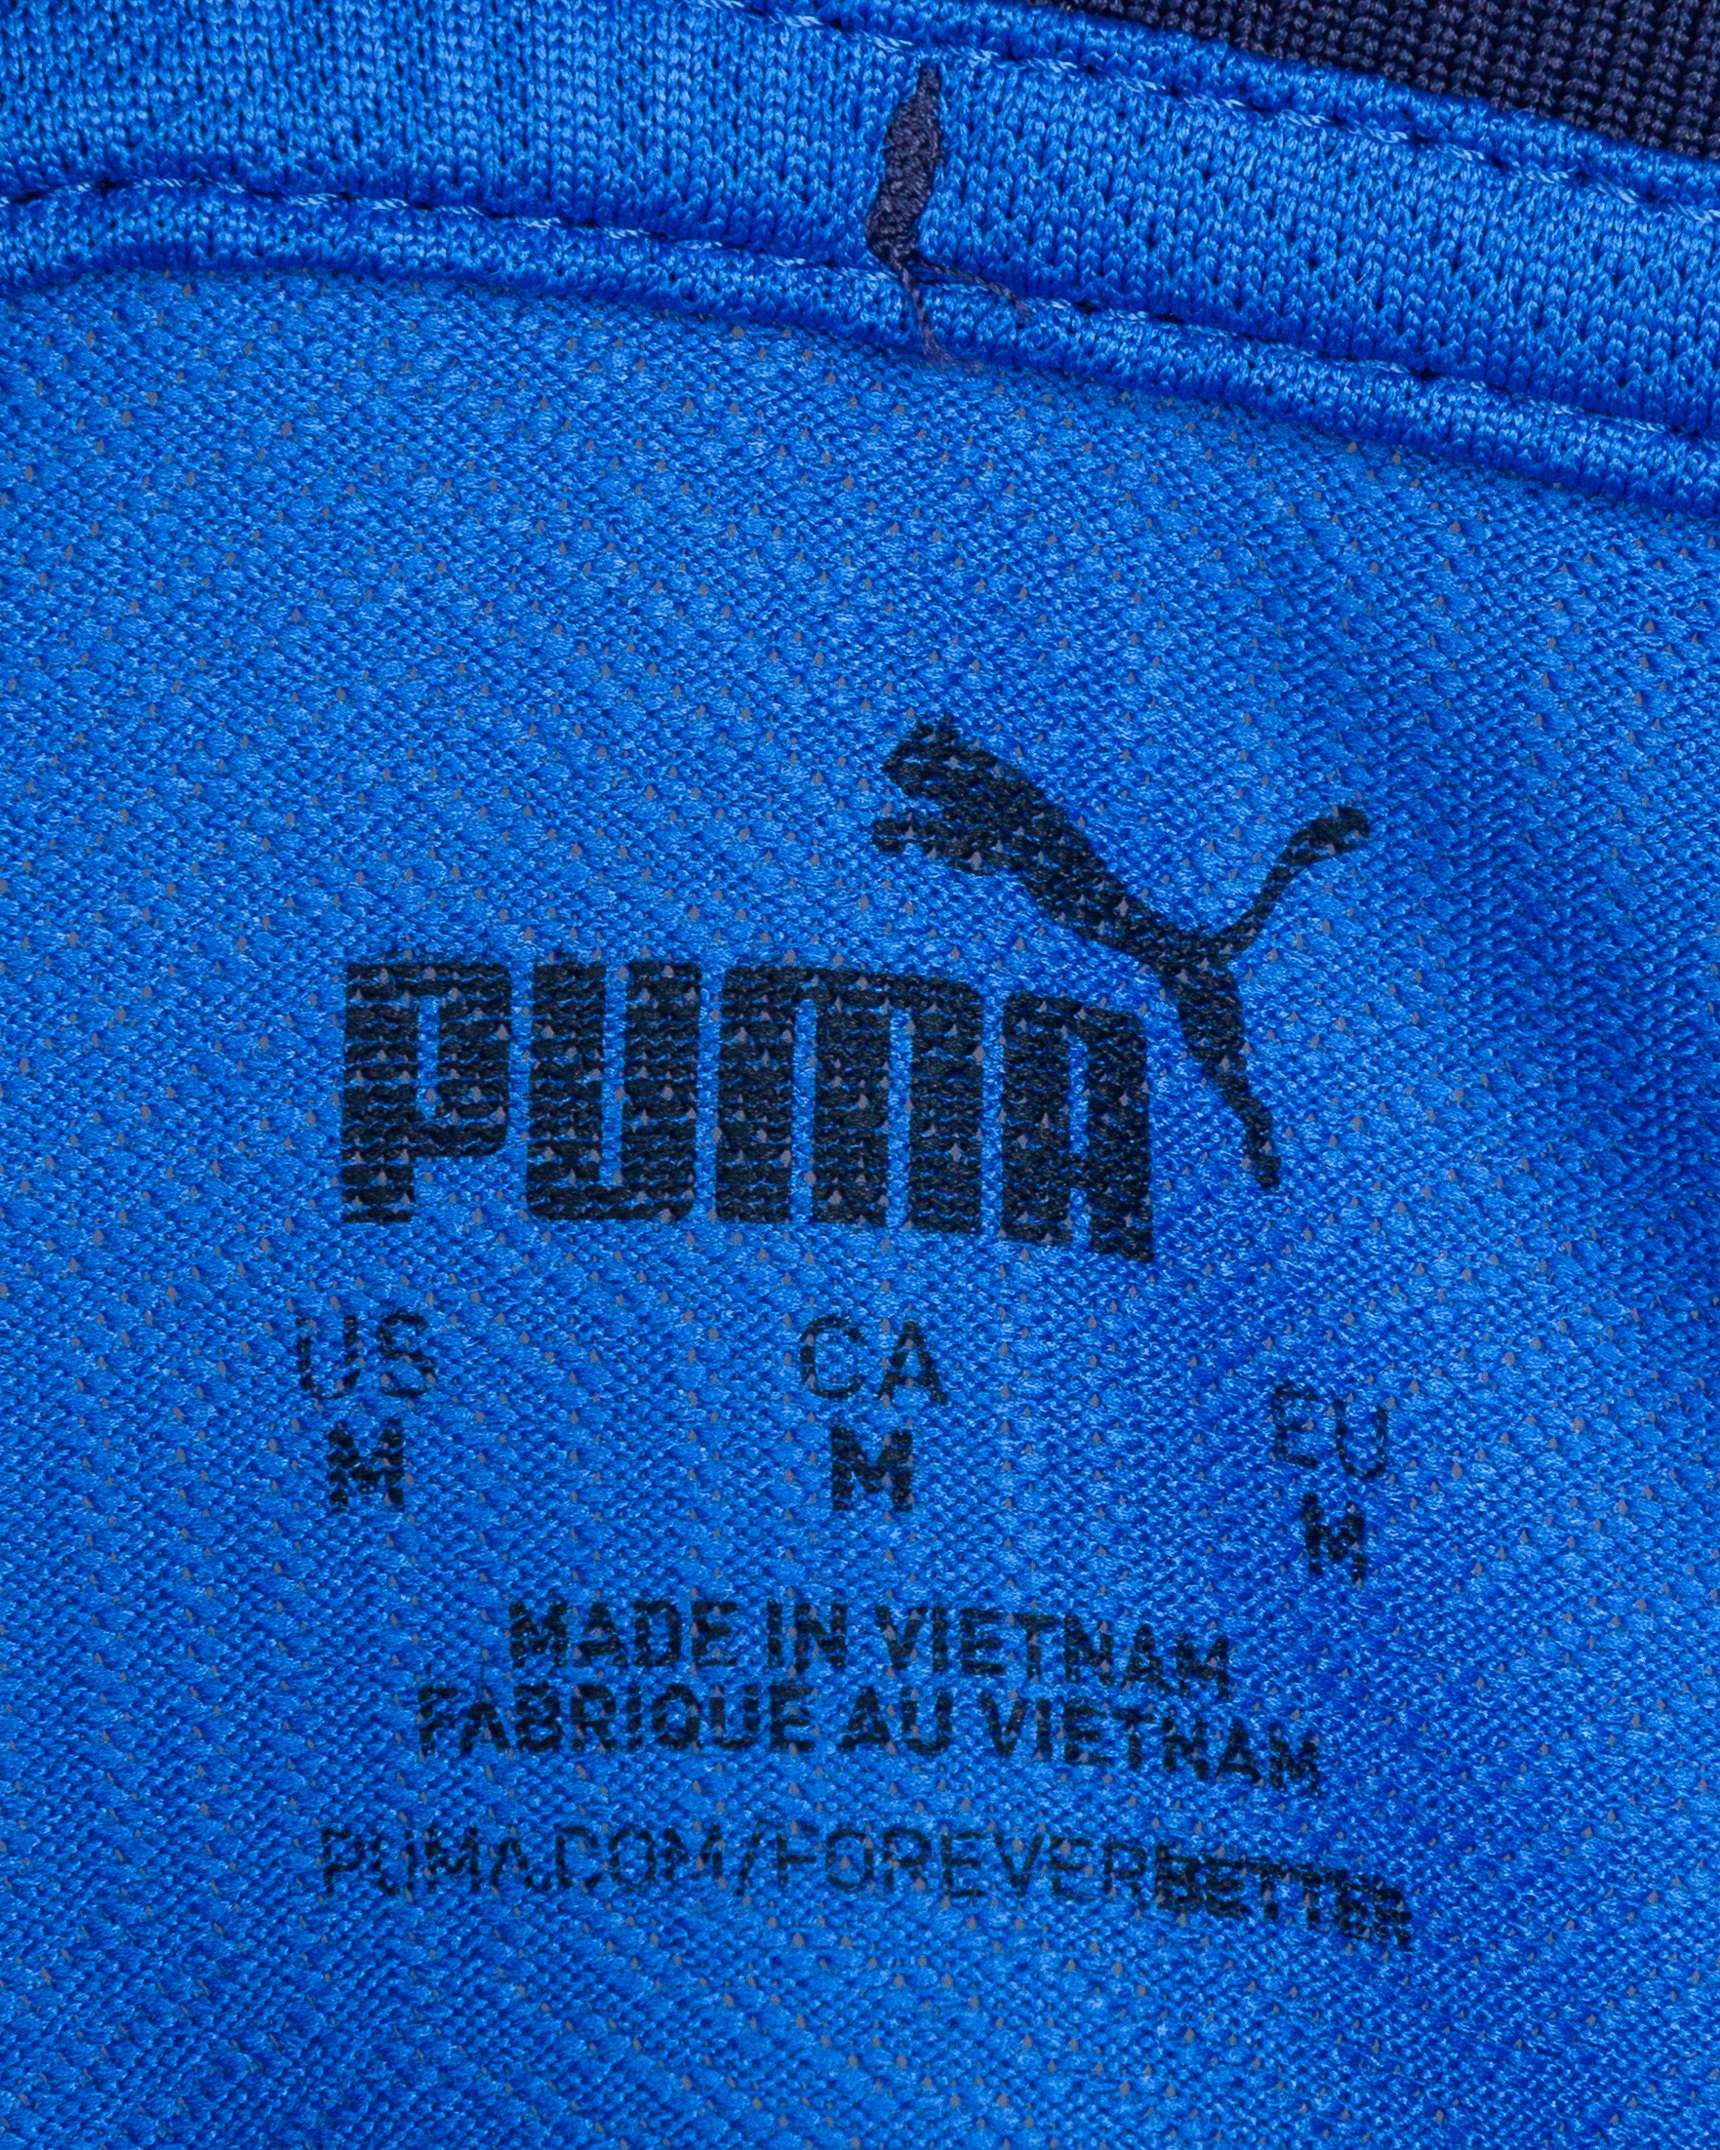 PUMA
US CA EU
M M M
MADE IN VIETNAM
FABRIQUE AU VIETNAM
PUMA.COM/FOREVERBETTER